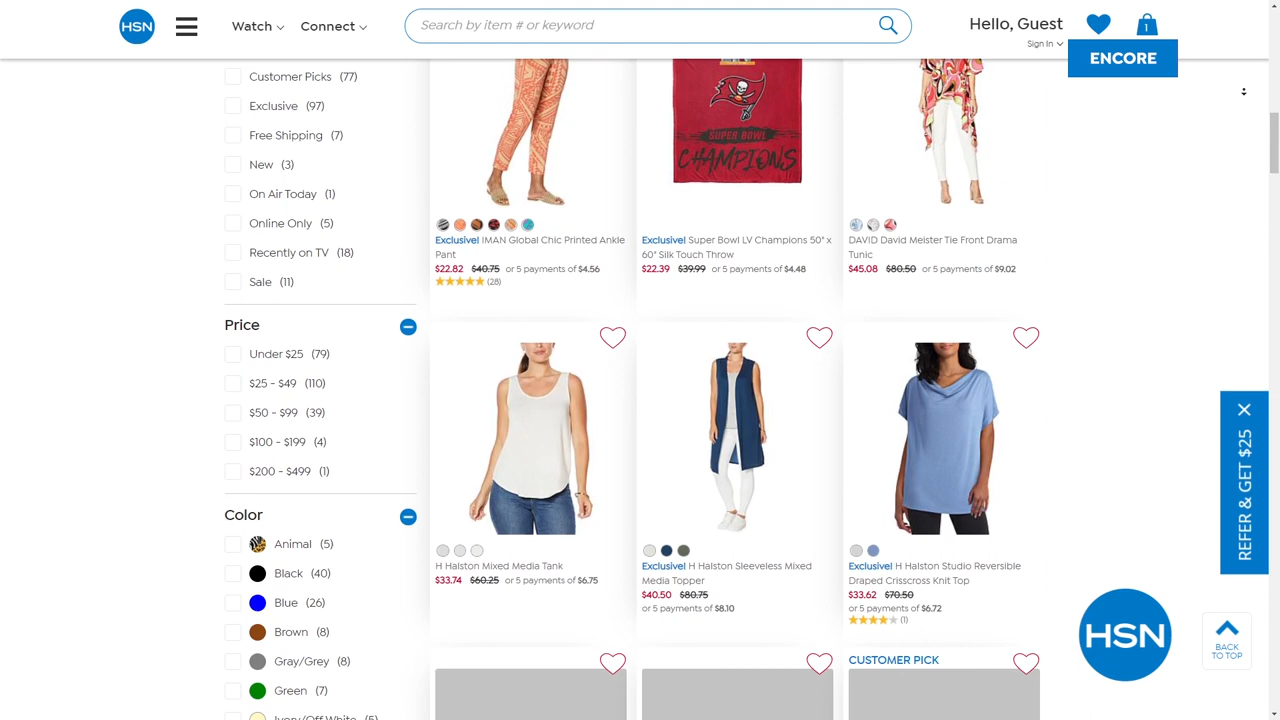 HSN
Watch
Connect
Search by item # or keyword
Hello, Guest
Sign In
1
ENCORE
Customer Picks (77)
Exclusive (97)
Free Shipping (7)
New (3)
On Air Today (1)
Online Only (5)
Recently on TV (18)
Sale (11)
Price
Under $25 (79)
$25 - $49 (110)
$50 - $99 (39)
$100 - $199 (4)
$200 - $499 (1)
Color
Animal (5)
Black (40)
Blue (26)
Brown (8)
Gray/Grey (8)
Green (7)
Ivory/Off White (5)
Exclusive! IMAN Global Chic Printed Ankle
Pant
$22.82 $40.75 or 5 payments of $4.56
(28)
SUPER BOWL
CHAMPIONS
Exclusive! Super Bowl LV Champions 50" x
60" Silk Touch Throw
$22.39 $39.99 or 5 payments of $4.48
DAVID David Meister Tie Front Drama
Tunic
$45.08 $80.50 or 5 payments of $9.02
H Halston Mixed Media Tank
$33.74 $60.25 or 5 payments of $6.75
Exclusive! H Halston Sleeveless Mixed
Media Topper
$40.50 $80.75
or 5 payments of $8.10
Exclusive! H Halston Studio Reversible
Draped Crisscross Knit Top
$33.62 $70.50
or 5 payments of $6.72
(1)
CUSTOMER PICK
REFER & GET $25
HSN
BACK
TO TOP